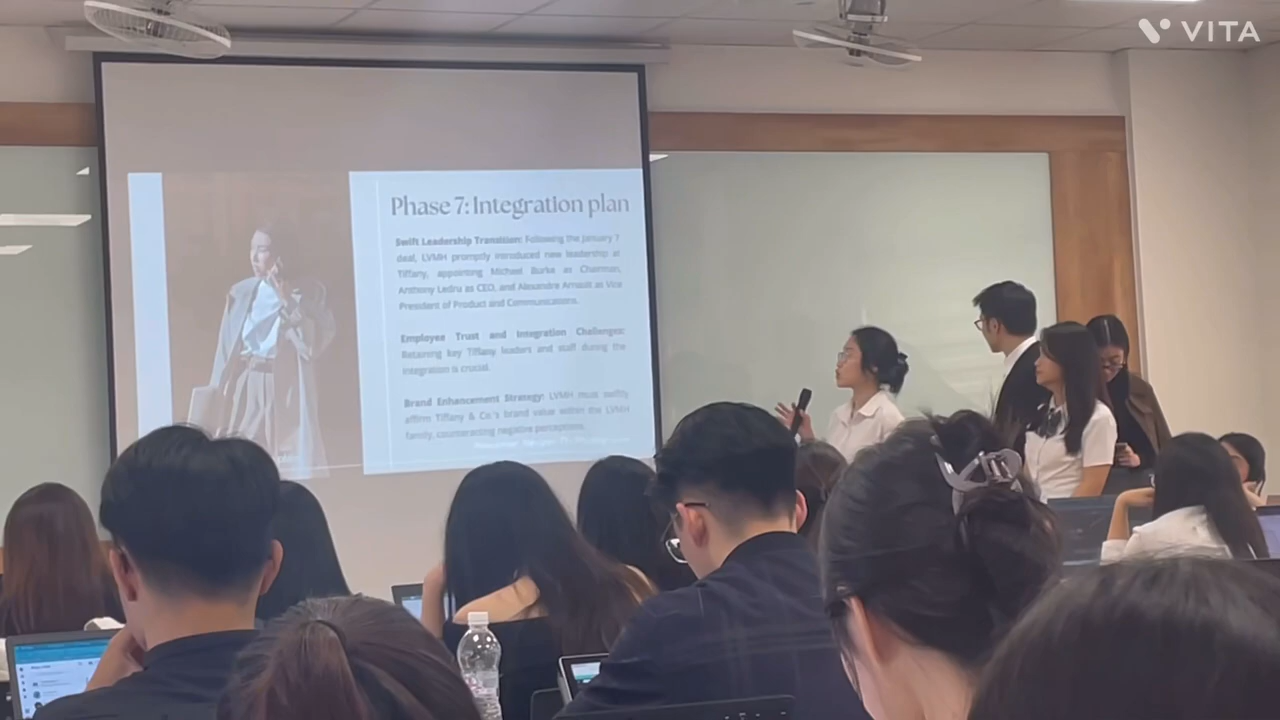 VITA
Phase 7: Integration plan
Swift Leadership Transition: Following the January 7
deal, LVMH promptly introduced new leadership at
Tiffany, appointing Michael Burke as Chairman,
Anthony Ledru as CEO, and Alexandre Arnault as Vice
President of Product and Communications.
Employee Trust and Integration Challenges:
Retaining key Tiffany leaders and staff during the
integration is crucial.
Brand Enhancement Strategy: LVMH must swiftly
affirm Tiffany & Co.'s brand value within the LVMH
family, counteracting negative perceptions.